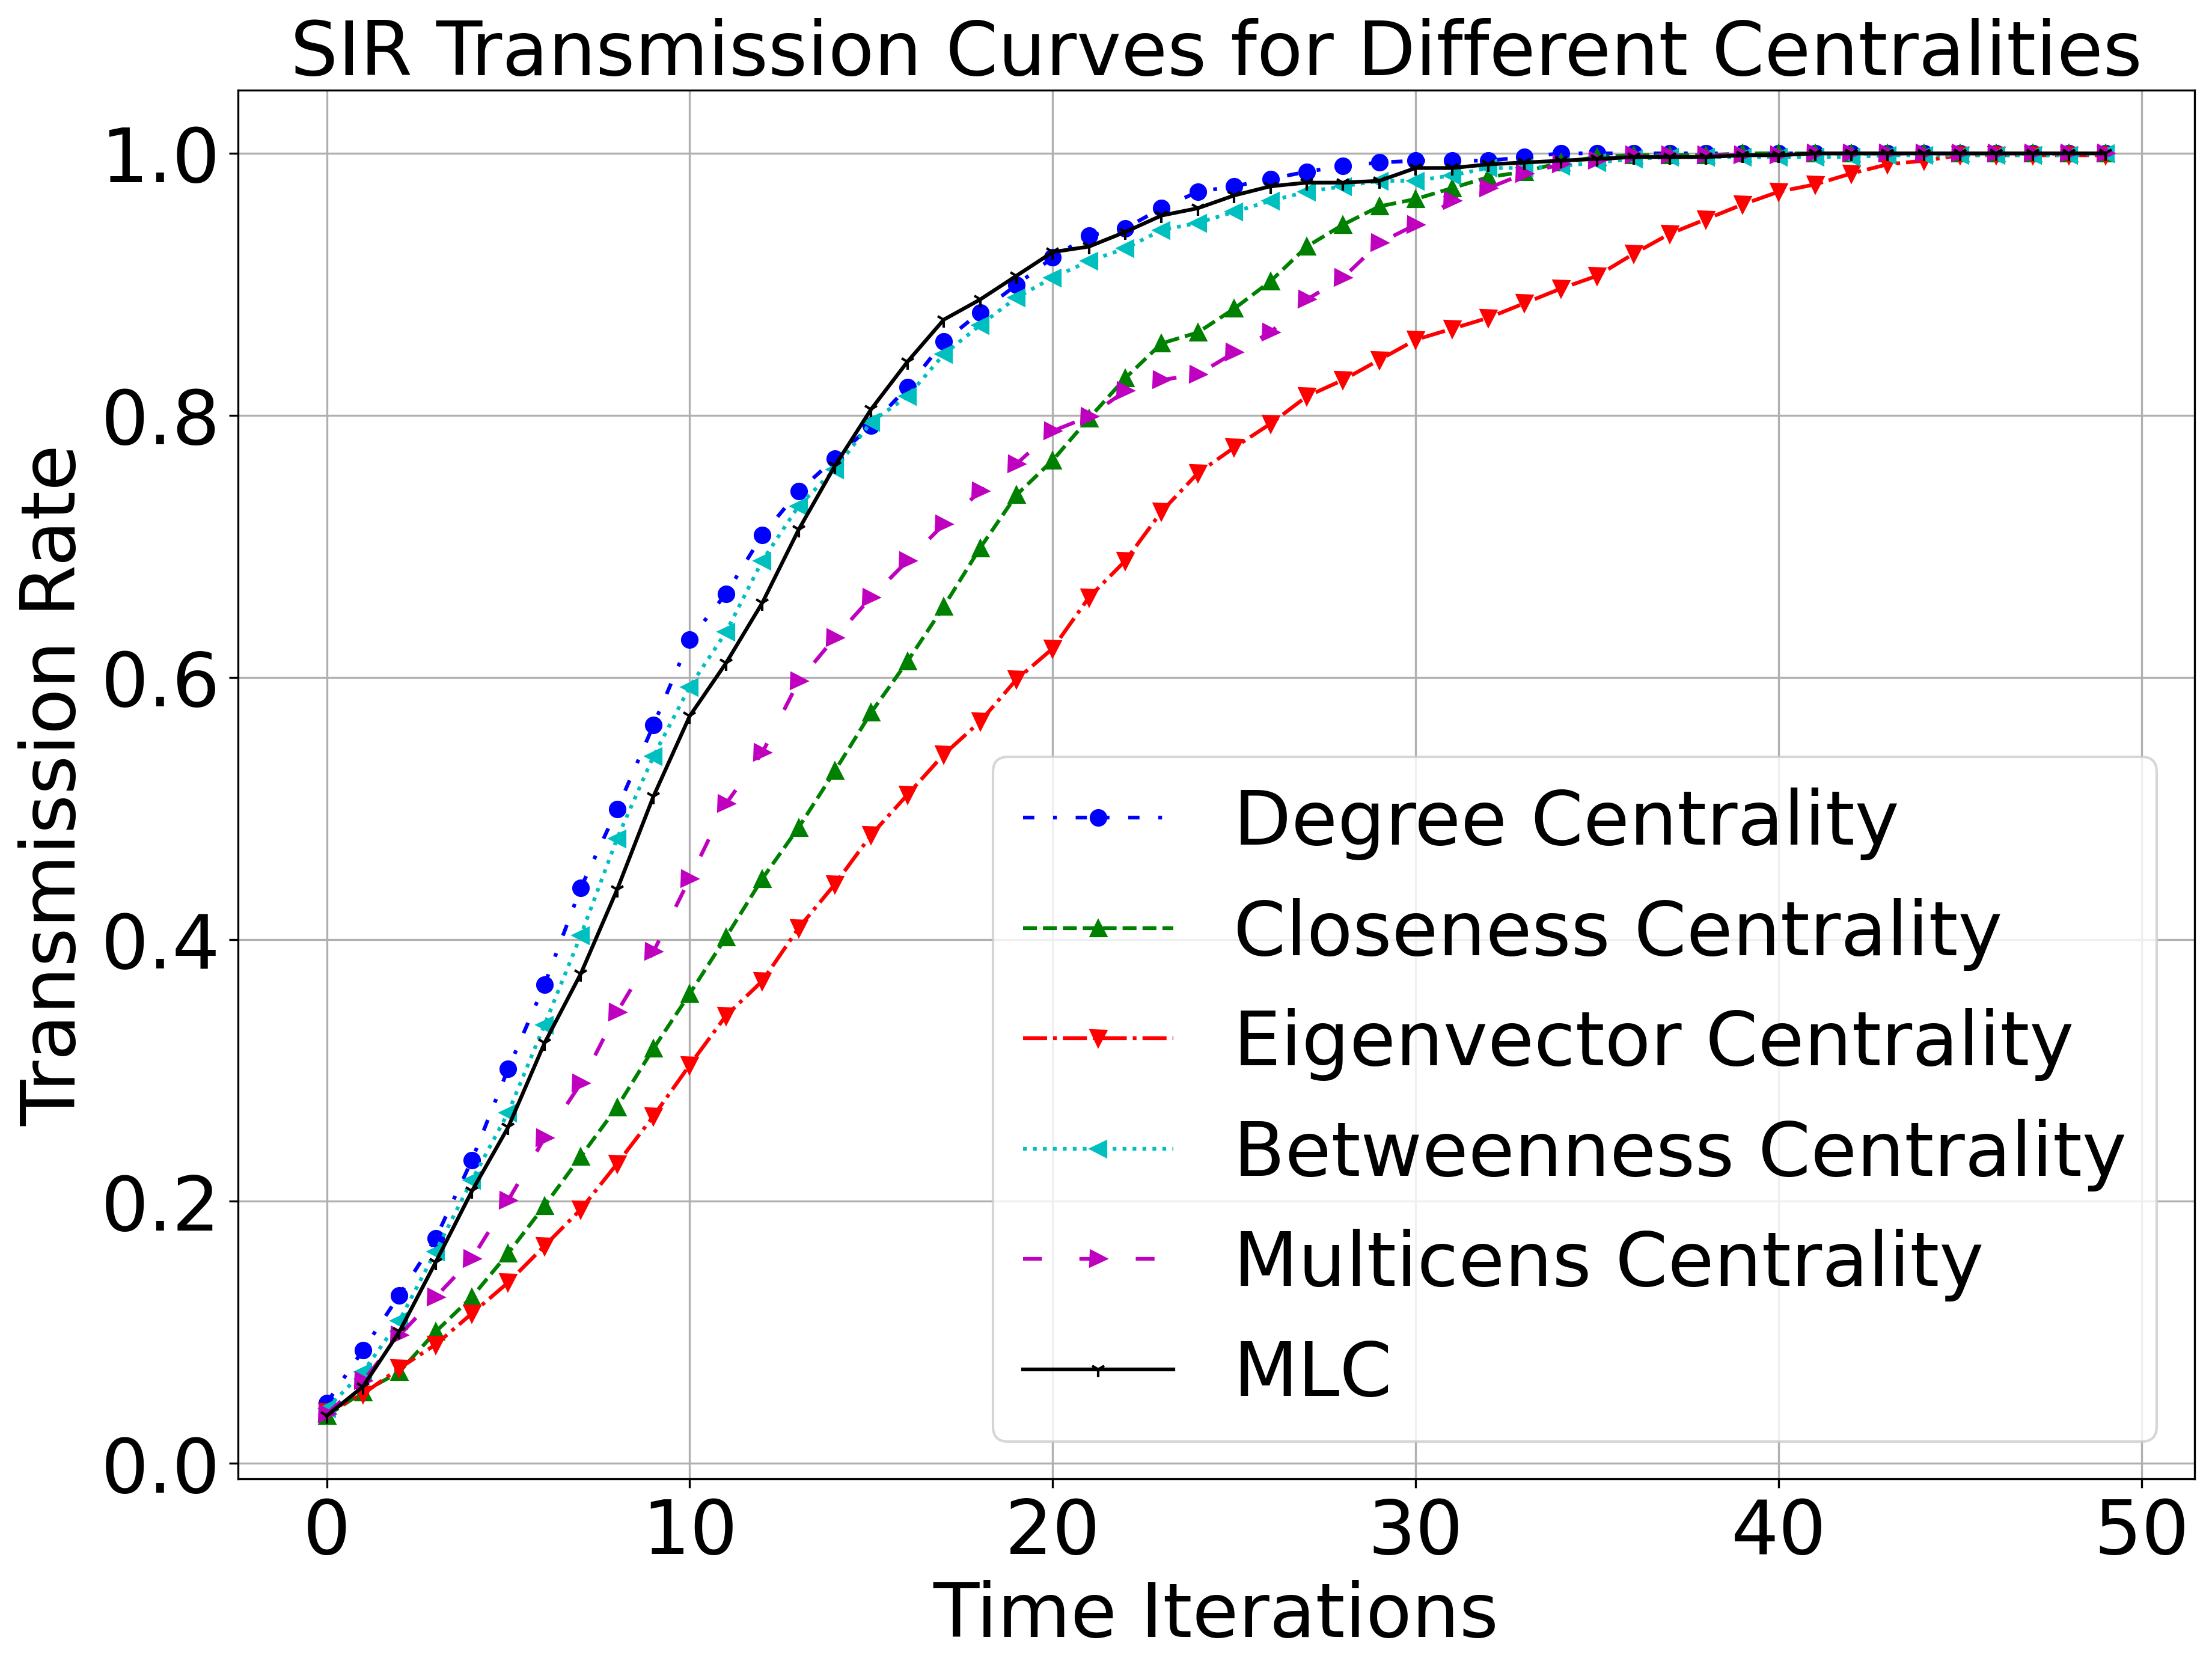 SIR Transmission Curves for Different Centralities
1.0
0.8
0.6
0.4
0.2
0.0
Transmission Rate
Degree Centrality
Closeness Centrality
Eigenvector Centrality
Betweenness Centrality
Multicens Centrality
MLC
0 10 20 30 40 50
Time Iterations